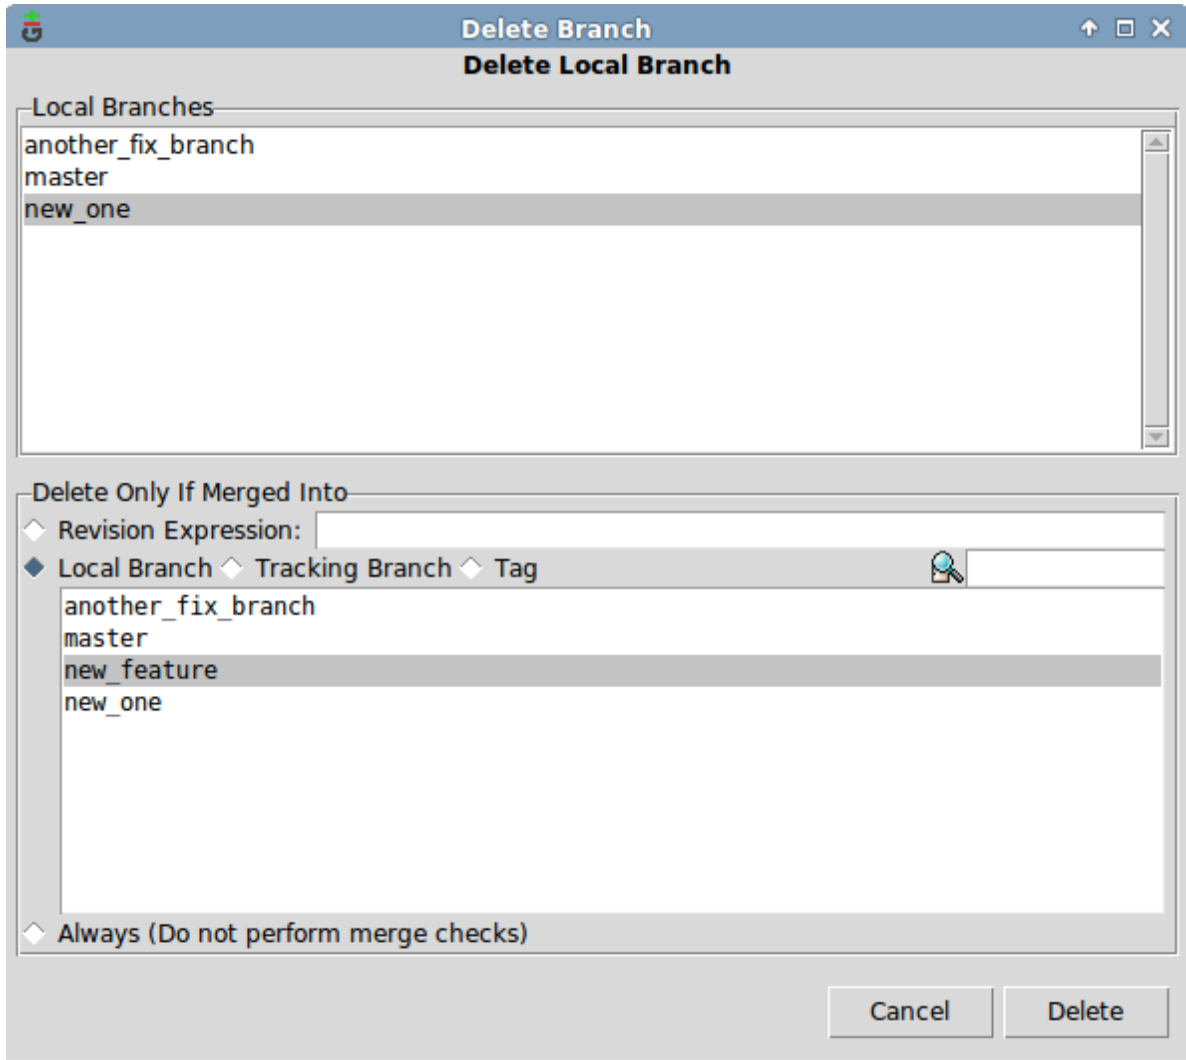 Delete Branch
Delete Local Branch
Local Branches
another_fix_branch
master
new_one
Delete Only If Merged Into
Revision Expression:
Local Branch Tracking Branch Tag
another_fix_branch
master
new_feature
new_one
Always (Do not perform merge checks)
Cancel Delete